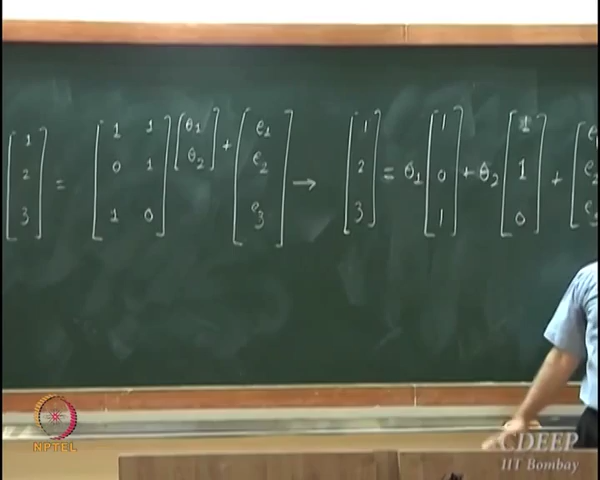 1 1 1 θ1 e1 1 1 1 e
2 = 0 1 θ2 + e2 → 2 = θ1 0 + θ2 1 + e2
3 1 0 e3 3 1 0 e
NPTEL
CDEEP
IIT Bombay